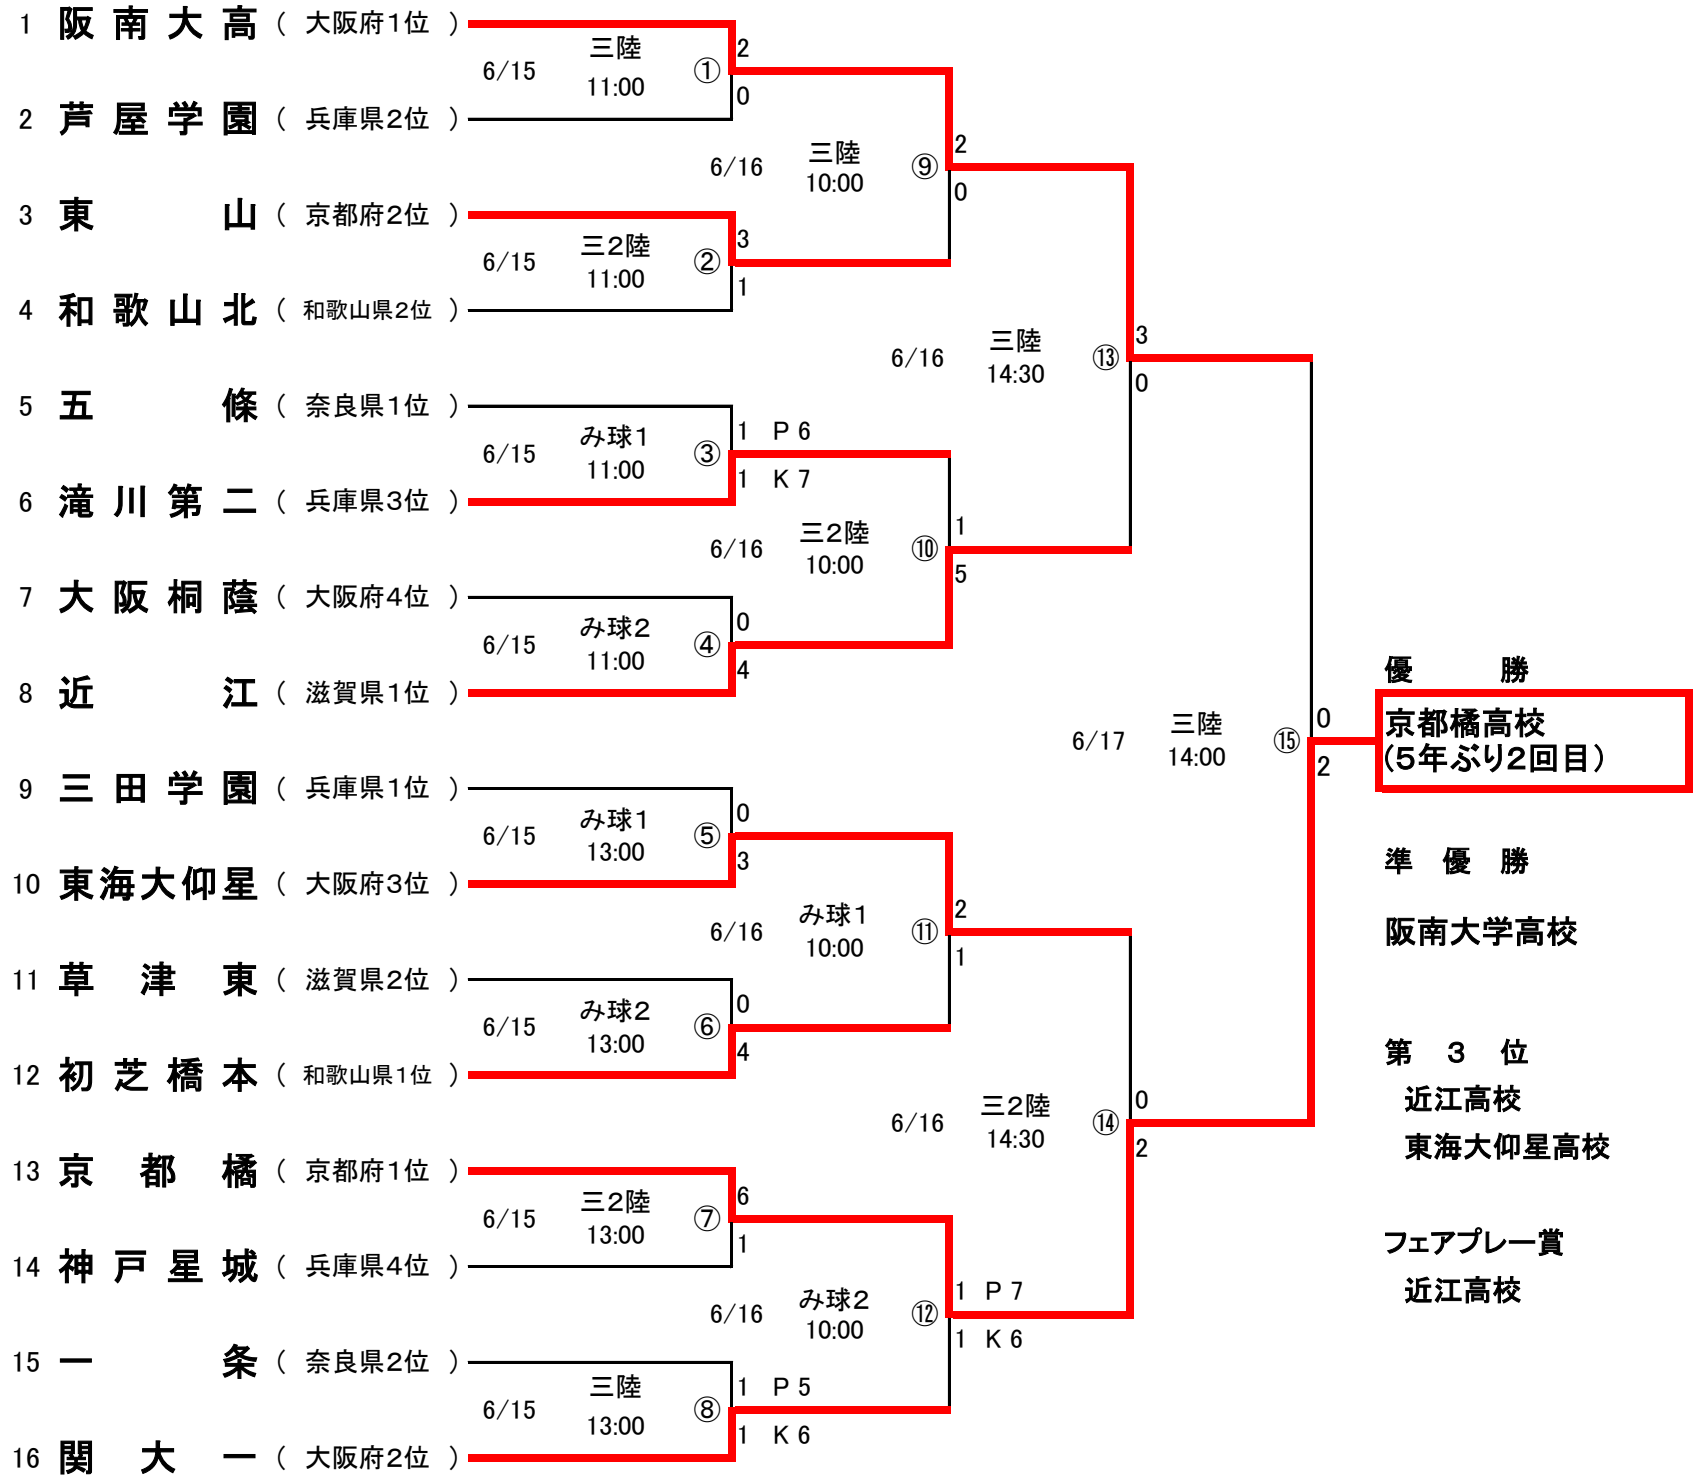 1 阪南大高 ( 大阪府1位 )
6/15 三陸 11:00 ① 2 0
2 芦屋学園 ( 兵庫県2位 )
6/16 三陸 10:00 ⑨ 2 0
3 東山 ( 京都府2位 )
6/15 三2陸 11:00 ② 3 1
4 和歌山北 ( 和歌山県2位 )
6/16 三陸 14:30 ⑬ 3 0
5 五條 ( 奈良県1位 )
6/15 み球1 11:00 ③ 1 P 6 1 K 7
6 滝川第二 ( 兵庫県3位 )
6/16 三2陸 10:00 ⑩ 1 5
7 大阪桐蔭 ( 大阪府4位 )
6/15 み球2 11:00 ④ 0 4
8 近江 ( 滋賀県1位 )
6/17 三陸 14:00 ⑮ 0 2
9 三田学園 ( 兵庫県1位 )
6/15 み球1 13:00 ⑤ 0 3
10 東海大仰星 ( 大阪府3位 )
6/16 み球1 10:00 ⑪ 2 1
11 草津東 ( 滋賀県2位 )
6/15 み球2 13:00 ⑥ 0 4
12 初芝橋本 ( 和歌山県1位 )
6/16 三2陸 14:30 ⑭ 0 2
13 京都橘 ( 京都府1位 )
6/15 三2陸 13:00 ⑦ 6 1
14 神戸星城 ( 兵庫県4位 )
6/16 み球2 10:00 ⑫ 1 P 7 1 K 6
15 一条 ( 奈良県2位 )
6/15 三陸 13:00 ⑧ 1 P 5 1 K 6
16 関大一 ( 大阪府2位 )
優勝
京都橘高校
(5年ぶり2回目)
準優勝
阪南大学高校
第3位
近江高校
東海大仰星高校
フェアプレー賞
近江高校